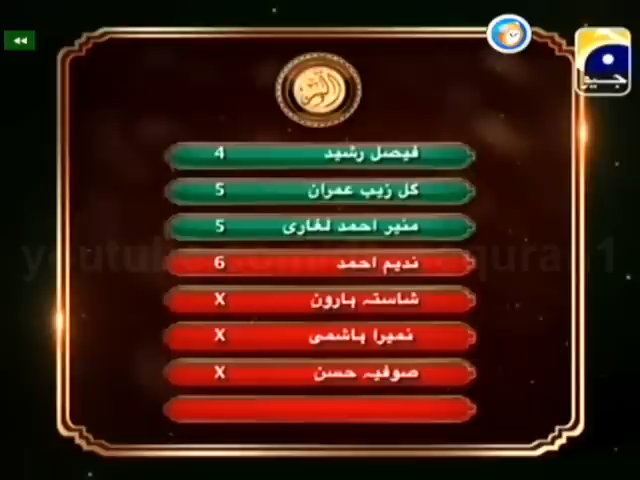 جیو
فیصل رشید 4
گل زیب عمران 5
منیر احمد لغاری 5
ندیم احمد 6
شائستہ ہارون X
نمیرا ہاشمی X
صوفیہ حسن X